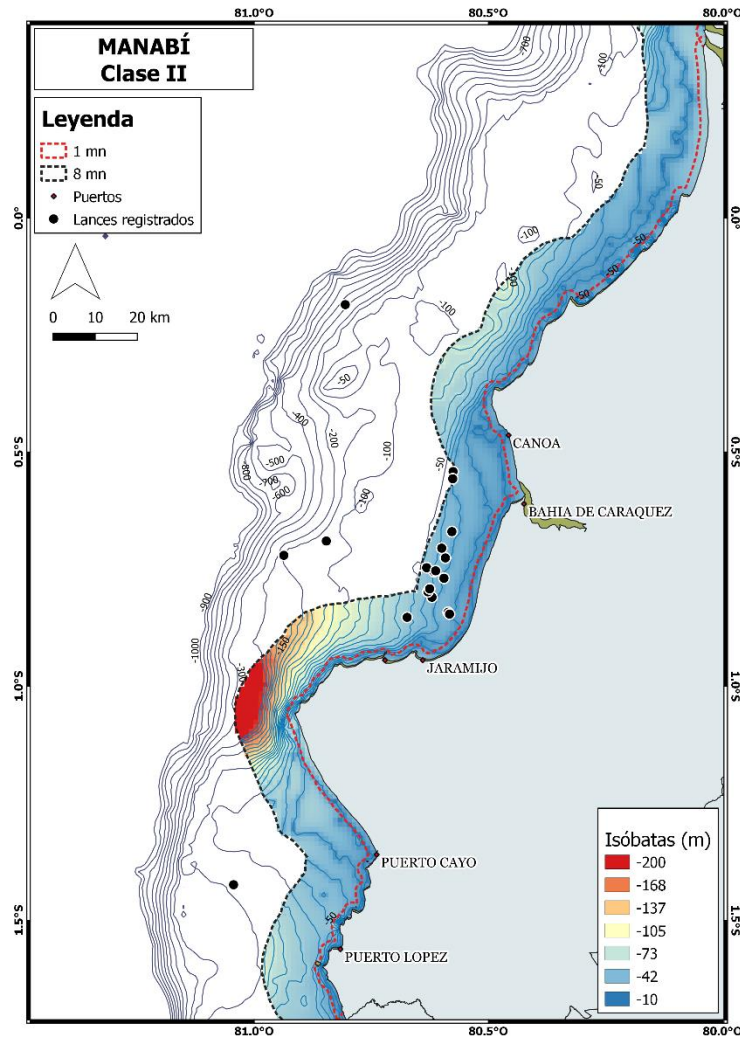 81.0°O
80.5°O
80.0°O
MANABÍ
Clase II
Leyenda
1 mn
8 mn
Puertos
Lances registrados
0 10 20 km
-700
-100
-50
-50
-50
-50
-100
-100
0.0°
0.0°
-100
-50
-400
-200
-100
-50
-800
-500
-700
-600
-100
CANOA
0.5°S
0.5°S
BAHIA DE CARAQUEZ
-900
-1000
-150
-300
JARAMIJO
1.0°S
1.0°S
PUERTO CAYO
-50
PUERTO LOPEZ
1.5°S
1.5°S
Isóbatas (m)
-200
-168
-137
-105
-73
-42
-10
81.0°O
80.5°O
80.0°O